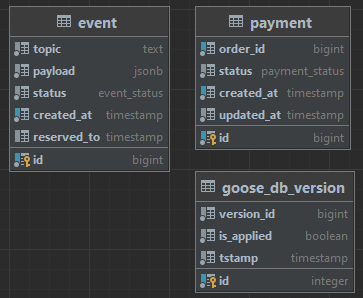 event
topic text
payload jsonb
status event_status
created_at timestamp
reserved_to timestamp
id bigint
payment
order_id bigint
status payment_status
created_at timestamp
updated_at timestamp
id bigint
goose_db_version
version_id bigint
is_applied boolean
tstamp timestamp
id integer